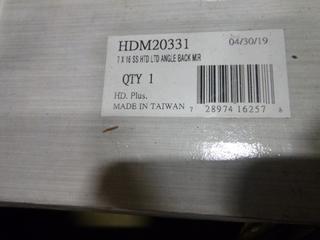 HDM20331 04/30/19
7 X 16 SS HTD LTD ANGLE BACK MIR
QTY 1
HD. Plus.
MADE IN TAIWAN 7 28974 16257 8